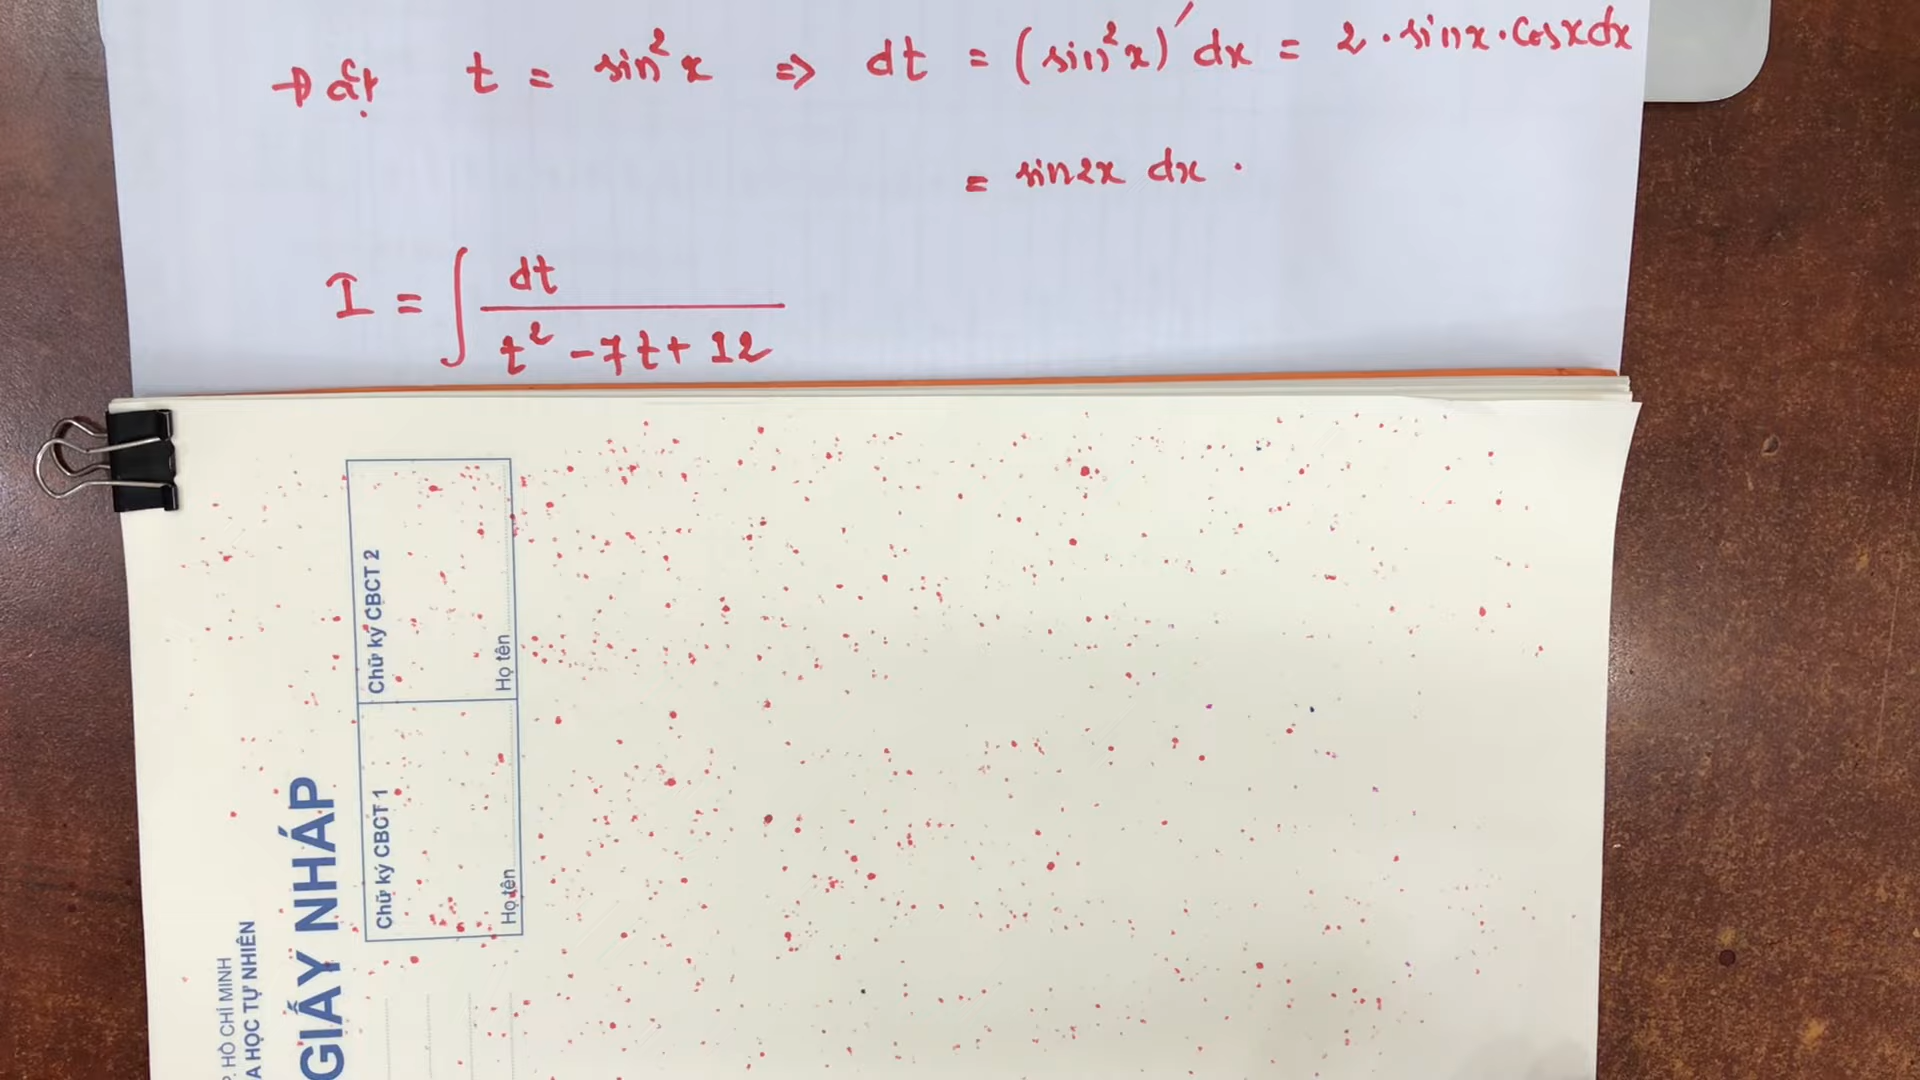 → Đặt t = sin²x ⇒ dt = (sin²x)′ dx = 2 · sinx · cosx dx
= sin2x dx ·
I = ∫ dt / (t² - 7t + 12)
P. HỒ CHÍ MINH
A HỌC TỰ NHIÊN
GIẤY NHÁP
Chữ ký CBCT 1
Họ tên
Chữ ký CBCT 2
Họ tên